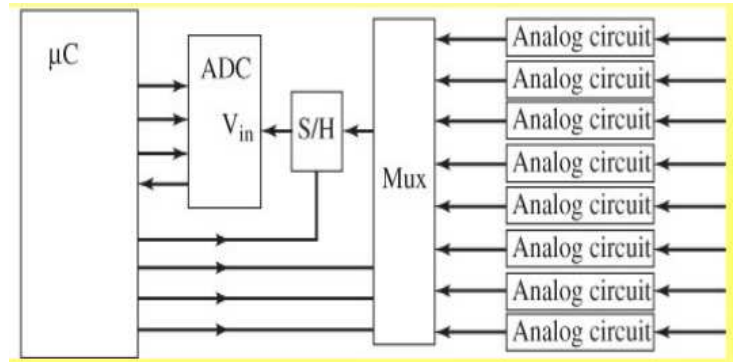 μC
ADC
V_in
S/H
Mux
Analog circuit
Analog circuit
Analog circuit
Analog circuit
Analog circuit
Analog circuit
Analog circuit
Analog circuit